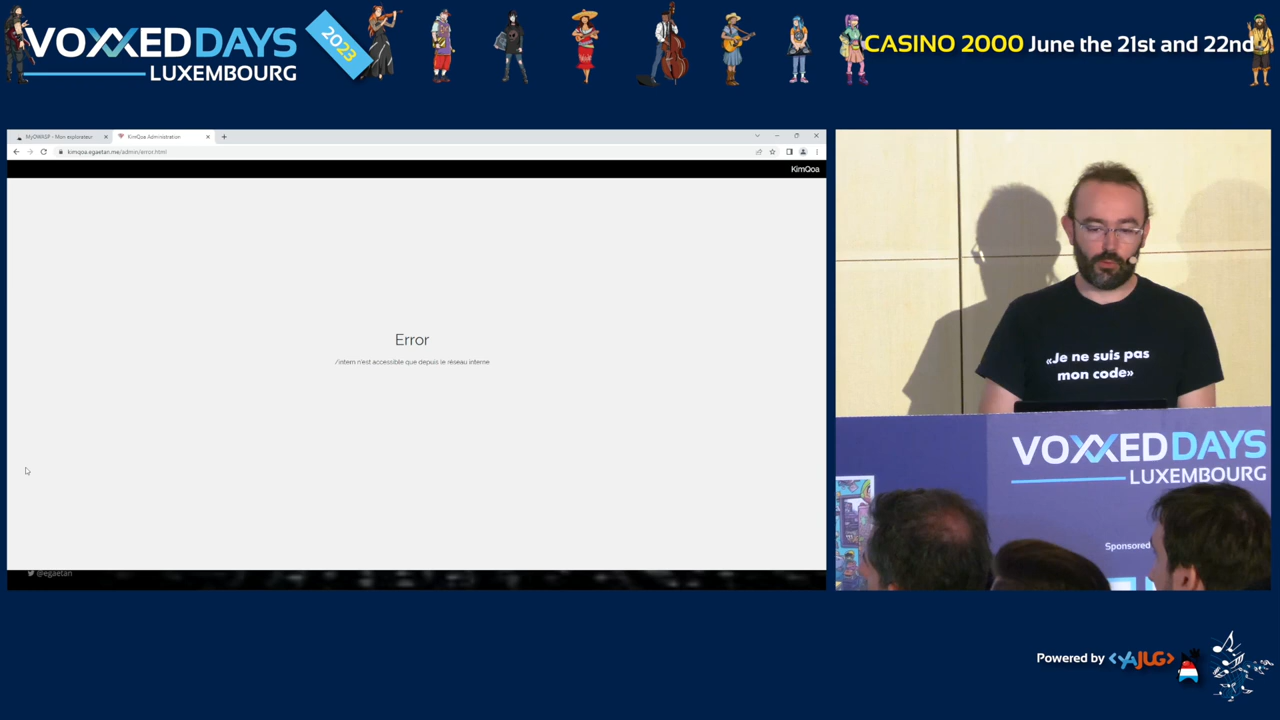 VOXXED DAYS
LUXEMBOURG
2023
CASINO 2000 June the 21st and 22nd
MyOWASP - Mon explorateur
KimQoa Administration
kimqoa.egaetan.me/admin/error.html
KimQoa
Error
/intern n'est accessible que depuis le réseau interne
@egaetan
«Je ne suis pas
mon code»
VOXXED DAYS
LUXEMBOURG
Sponsored
Powered by <YAJUG>